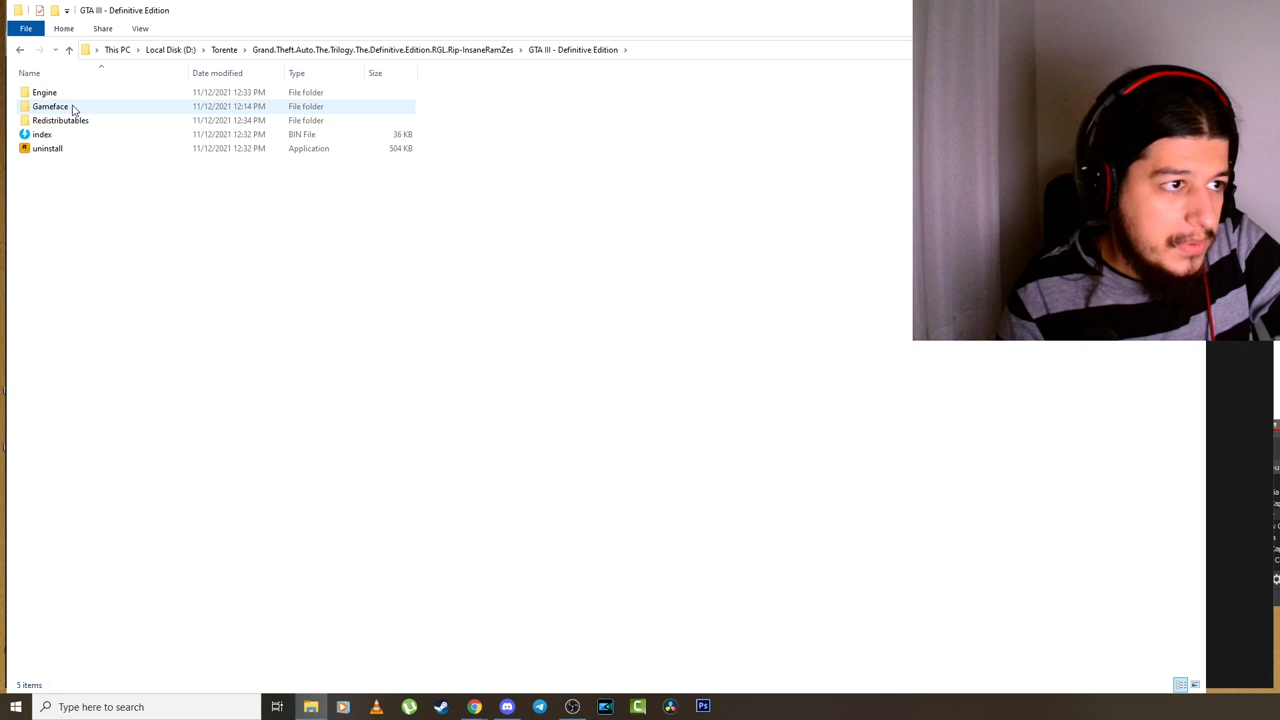 GTA III - Definitive Edition
File Home Share View
This PC Local Disk (D:) Torente Grand.Theft.Auto.The.Trilogy.The.Definitive.Edition.RGL.Rip-InsaneRamZes GTA III - Definitive Edition
Name Date modified Type Size
Engine 11/12/2021 12:33 PM File folder
Gameface 11/12/2021 12:14 PM File folder
Redistributables 11/12/2021 12:34 PM File folder
index 11/12/2021 12:32 PM BIN File 36 KB
uninstall 11/12/2021 12:32 PM Application 504 KB
5 items
Type here to search
Ps